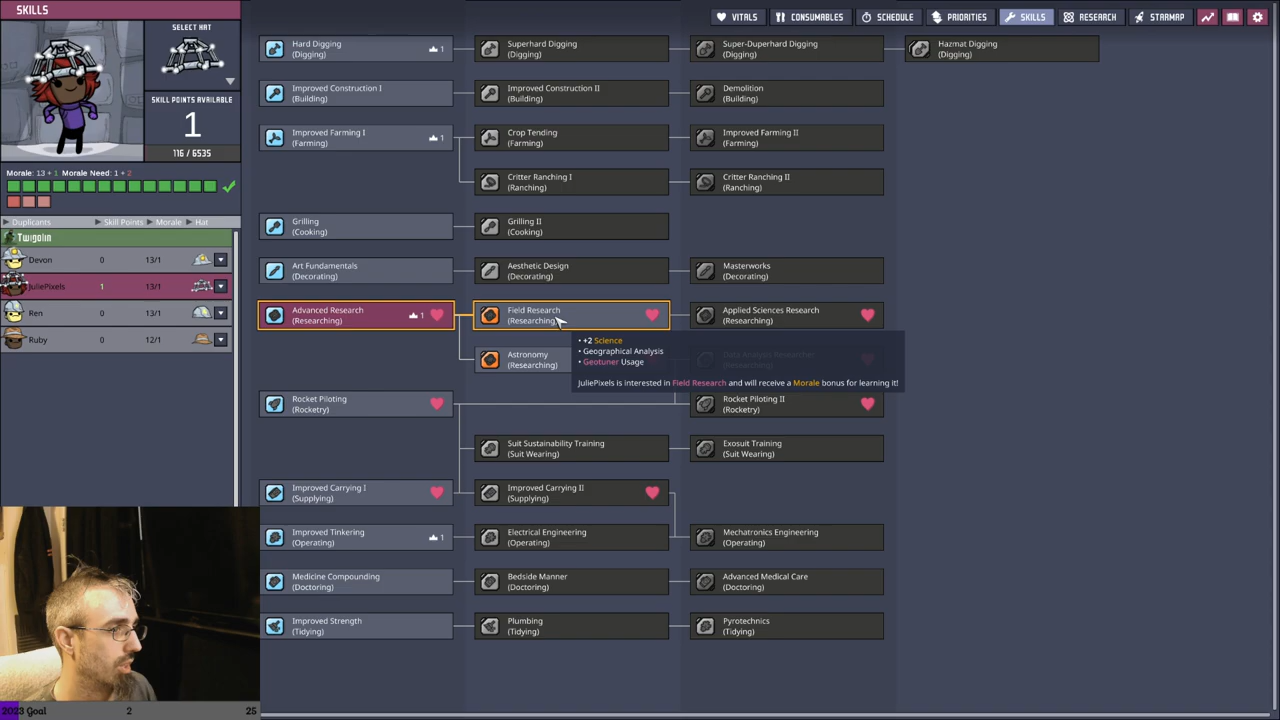 SKILLS
VITALS
CONSUMABLES
SCHEDULE
PRIORITIES
SKILLS
RESEARCH
STARMAP
SELECT HAT
SKILL POINTS AVAILABLE
1
116 / 6535
Morale: 13 + 1 Morale Need: 1 + 2
Duplicants
Skill Points
Morale
Hat
Twigolin
Devon 0 13/1
JuliePixels 1 13/1
Ren 0 13/1
Ruby 0 12/1
Hard Digging
(Digging)
1
Superhard Digging
(Digging)
Super-Duperhard Digging
(Digging)
Hazmat Digging
(Digging)
Improved Construction I
(Building)
Improved Construction II
(Building)
Demolition
(Building)
Improved Farming I
(Farming)
1
Crop Tending
(Farming)
Improved Farming II
(Farming)
Critter Ranching I
(Ranching)
Critter Ranching II
(Ranching)
Grilling
(Cooking)
Grilling II
(Cooking)
Art Fundamentals
(Decorating)
Aesthetic Design
(Decorating)
Masterworks
(Decorating)
Advanced Research
(Researching)
1
Field Research
(Researching)
Applied Sciences Research
(Researching)
Astronomy
(Researching)
Data Analysis Researcher
(Researching)
• +2 Science
• Geographical Analysis
• Geotuner Usage
JuliePixels is interested in Field Research and will receive a Morale bonus for learning it!
Rocket Piloting
(Rocketry)
Rocket Piloting II
(Rocketry)
Suit Sustainability Training
(Suit Wearing)
Exosuit Training
(Suit Wearing)
Improved Carrying I
(Supplying)
Improved Carrying II
(Supplying)
Improved Tinkering
(Operating)
1
Electrical Engineering
(Operating)
Mechatronics Engineering
(Operating)
Medicine Compounding
(Doctoring)
Bedside Manner
(Doctoring)
Advanced Medical Care
(Doctoring)
Improved Strength
(Tidying)
Plumbing
(Tidying)
Pyrotechnics
(Tidying)
2023 Goal 2 25